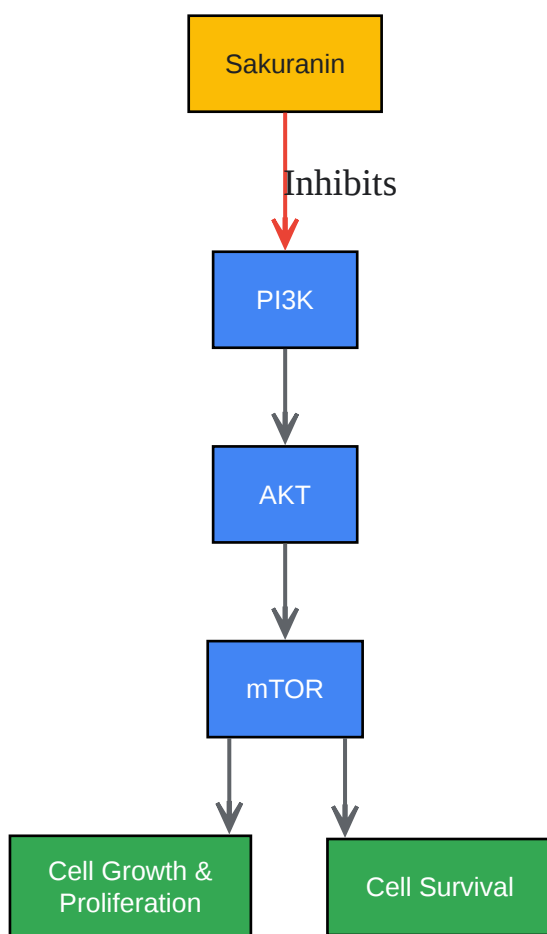 Sakuranin
Inhibits
PI3K
AKT
mTOR
Cell Growth &
Proliferation
Cell Survival